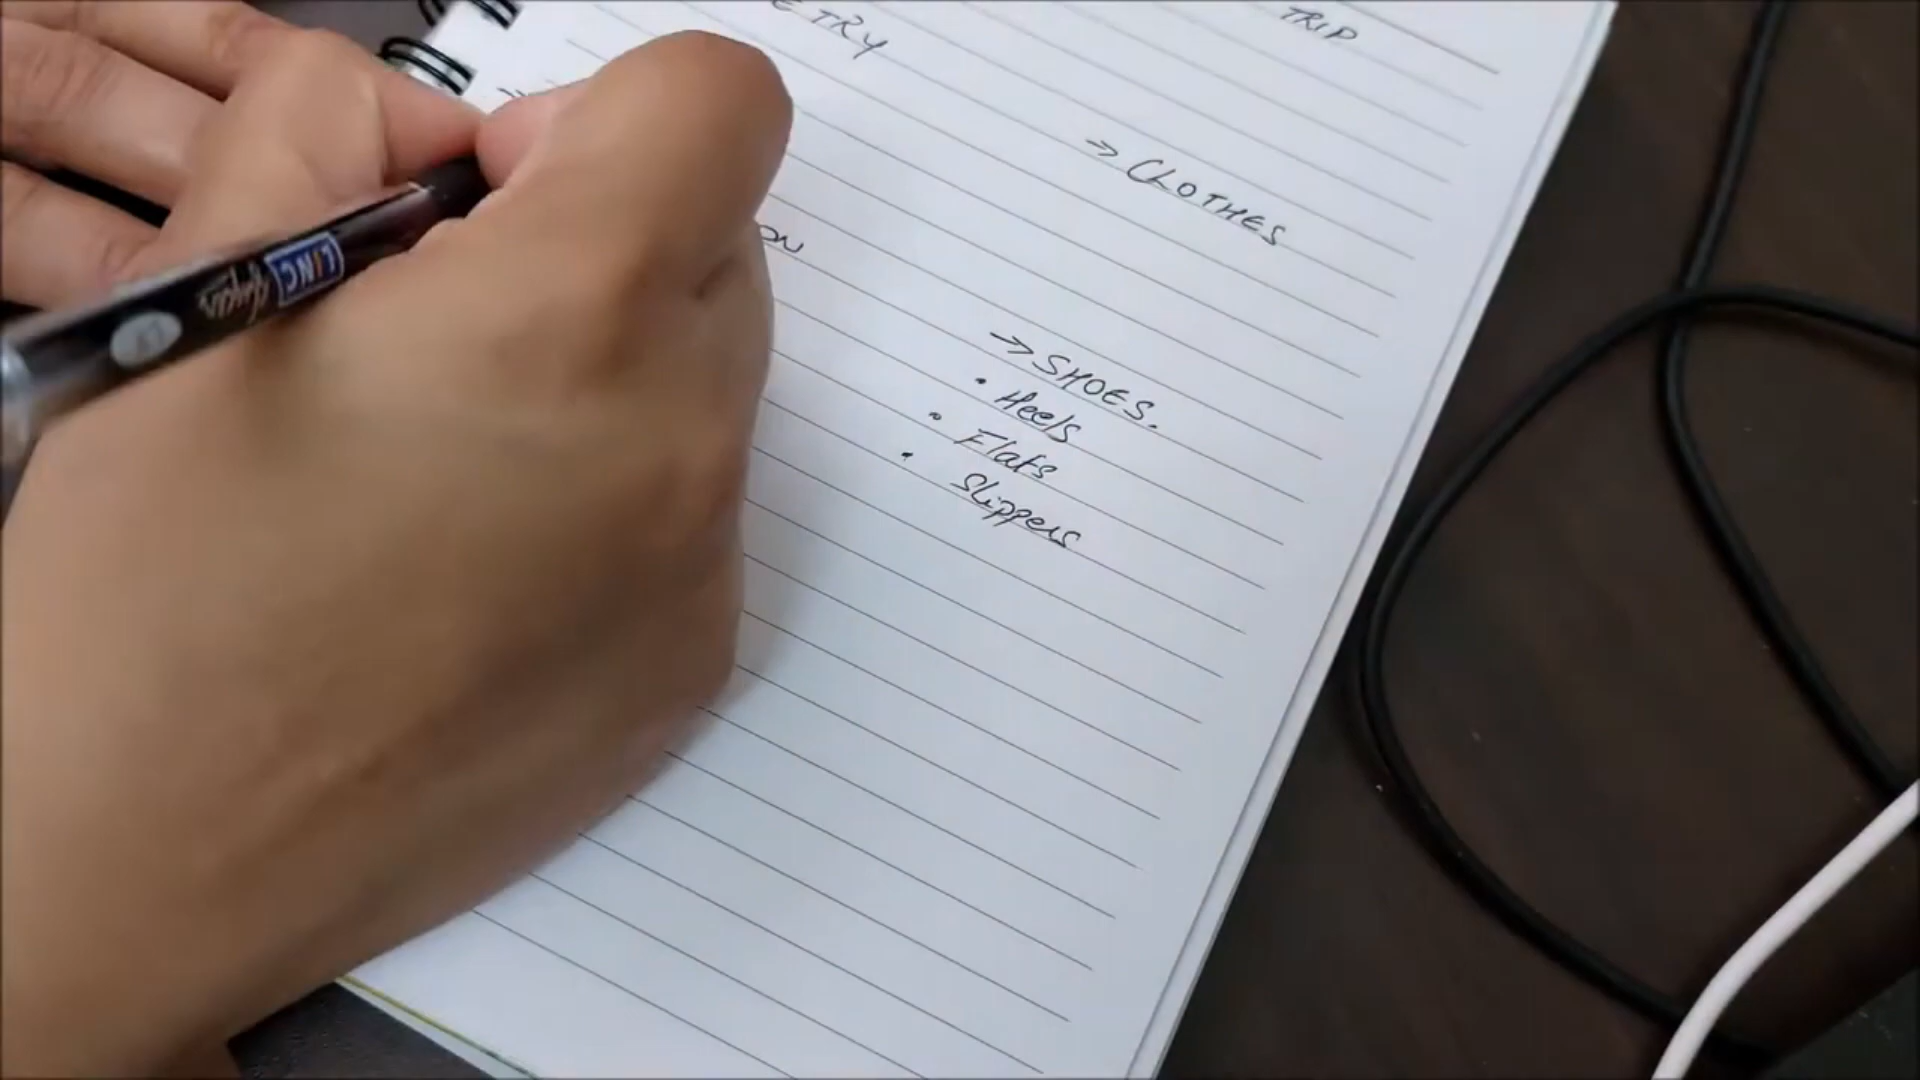 TRIP
→ CLOTHES
→ SHOES.
• Heels
• Flats
• Slippers
LINC